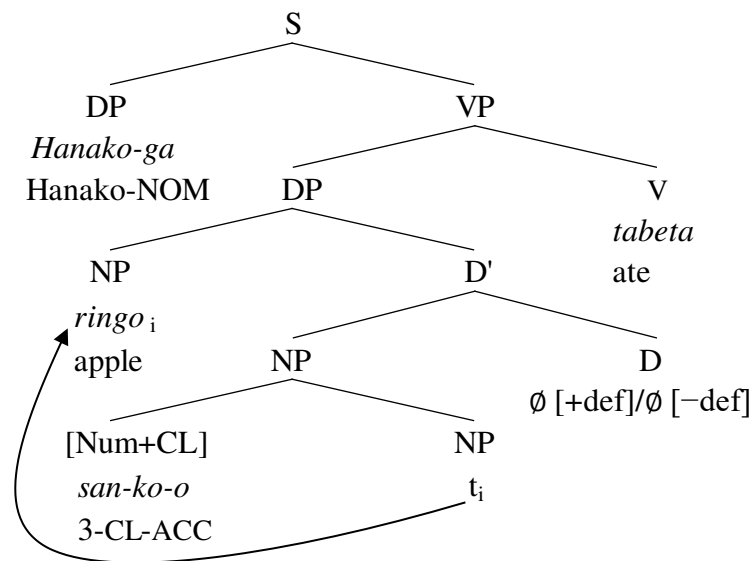 S
DP VP
Hanako-ga
Hanako-NOM DP V
tabeta
NP D' ate
ringo i
apple NP D
∅ [+def]/∅ [−def]
[Num+CL] NP
san-ko-o ti
3-CL-ACC